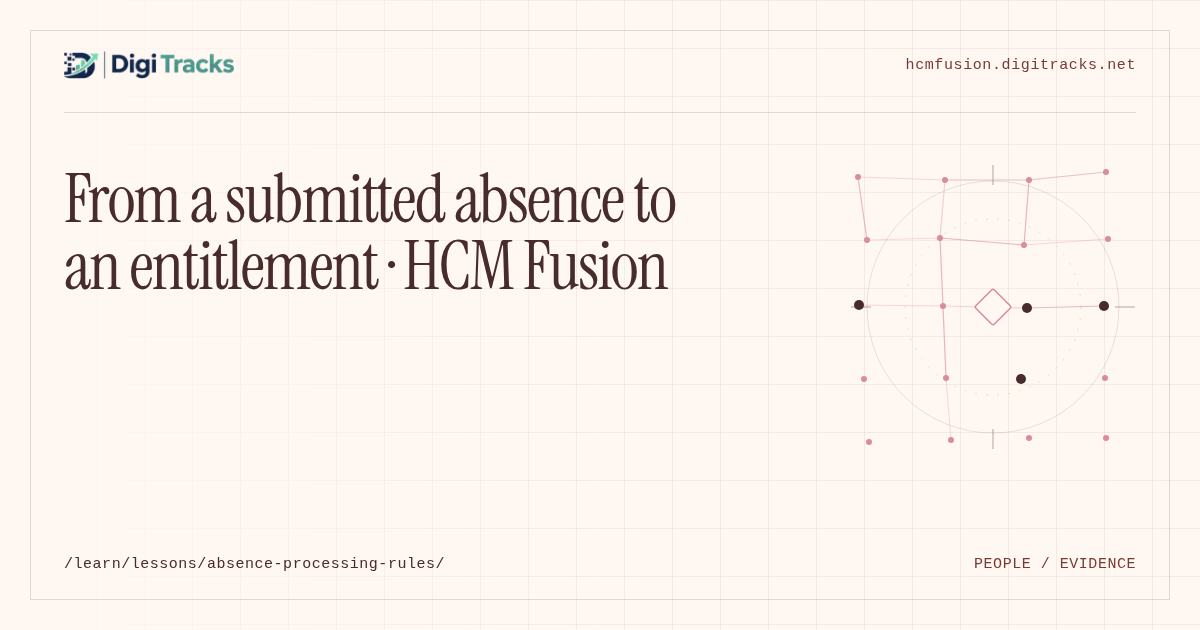 Digi Tracks
hcmfusion.digitracks.net
From a submitted absence to
an entitlement · HCM Fusion
/learn/lessons/absence-processing-rules/
PEOPLE / EVIDENCE